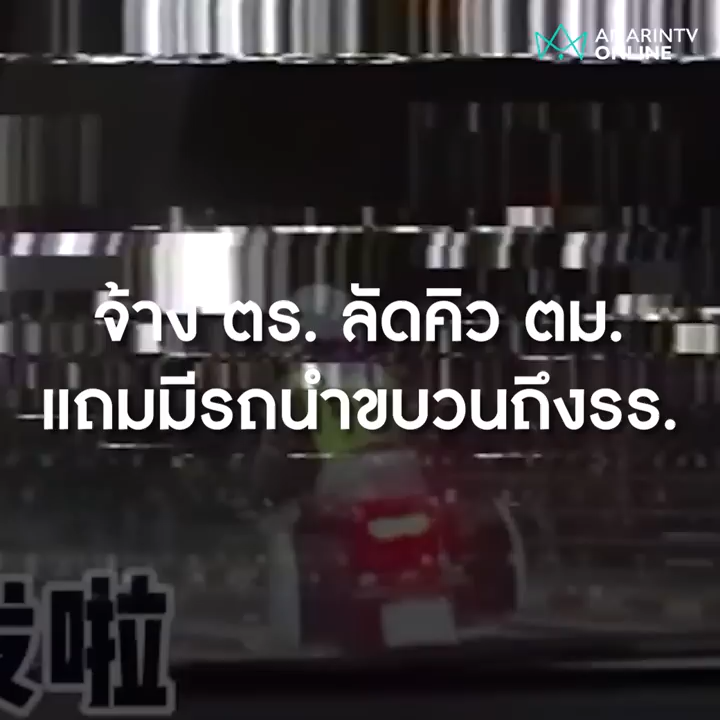 AMARINTV
ONLINE
จ้าง ตร. ลัดคิว ตม.
แถมมีรถนำขบวนถึงรร.
发啦